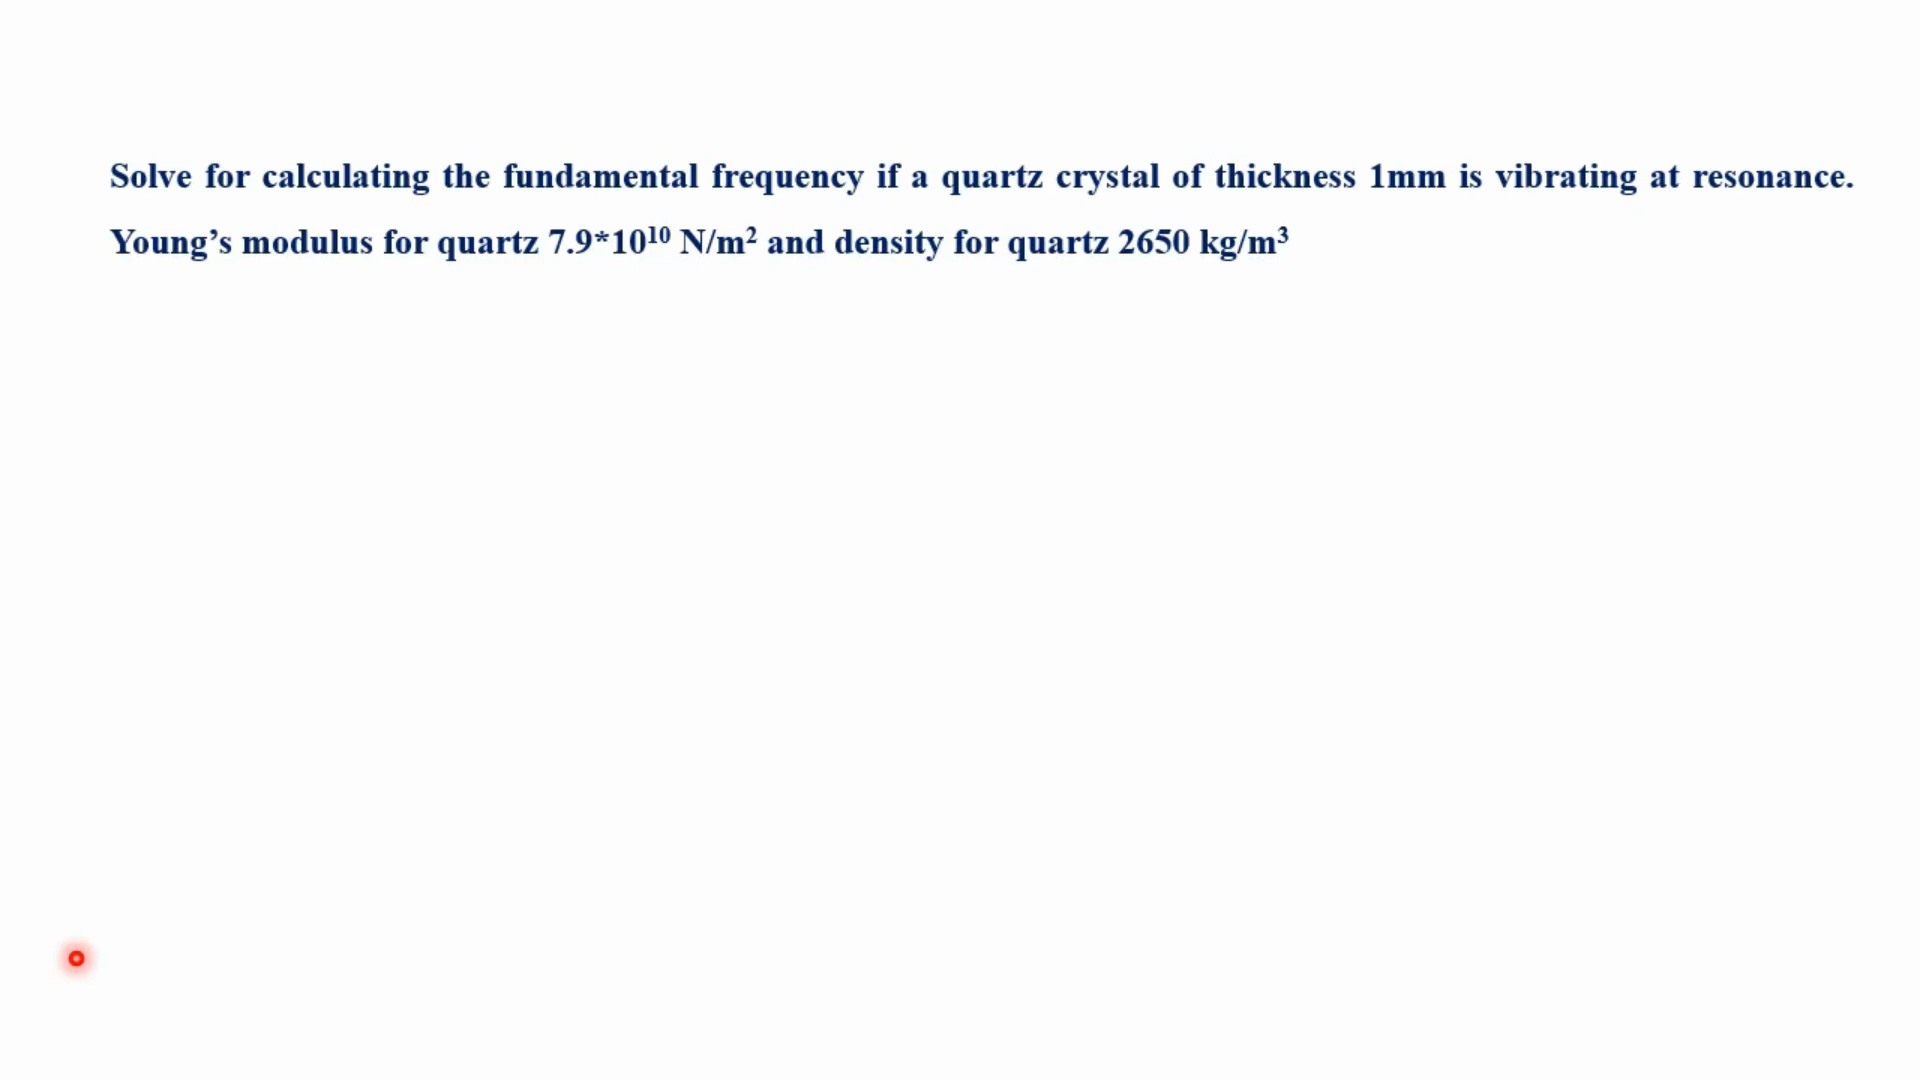 Solve for calculating the fundamental frequency if a quartz crystal of thickness 1mm is vibrating at resonance.
Young’s modulus for quartz 7.9*10¹⁰ N/m² and density for quartz 2650 kg/m³